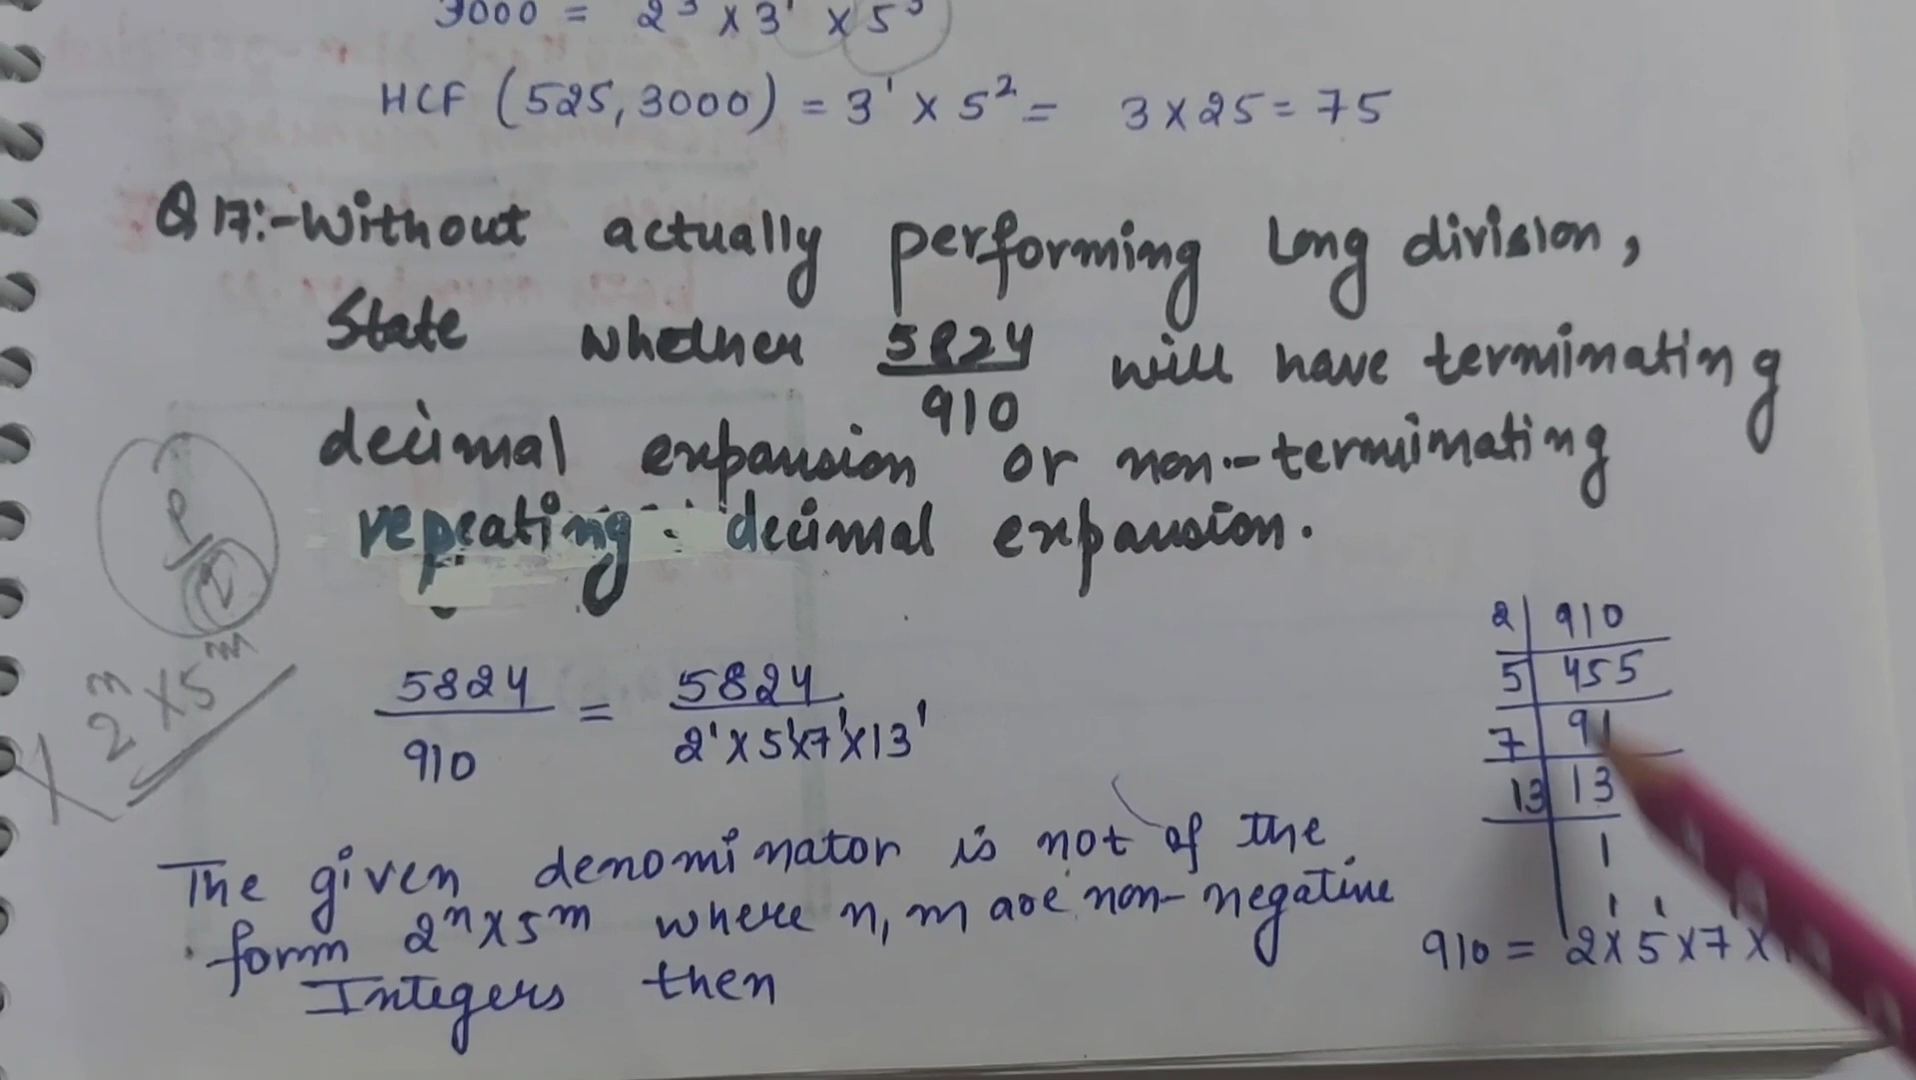 3000 = 2³ × 3¹ × 5³
HCF (525, 3000) = 3¹ × 5² = 3 × 25 = 75
Q 17:- Without actually performing Long division,
State whether 5824/910 will have terminating
decimal expansion or non-terminating
repeating decimal expansion.
p/q
2ⁿ × 5ᵐ
5824/910 = 5824/2¹ × 5¹ × 7¹ × 13¹
2 | 910
5 | 455
7 | 91
13 | 13
1
910 = 2¹ × 5¹ × 7¹ ×
The given denominator is not of the
form 2ⁿ × 5ᵐ where n, m are non-negative
Integers then